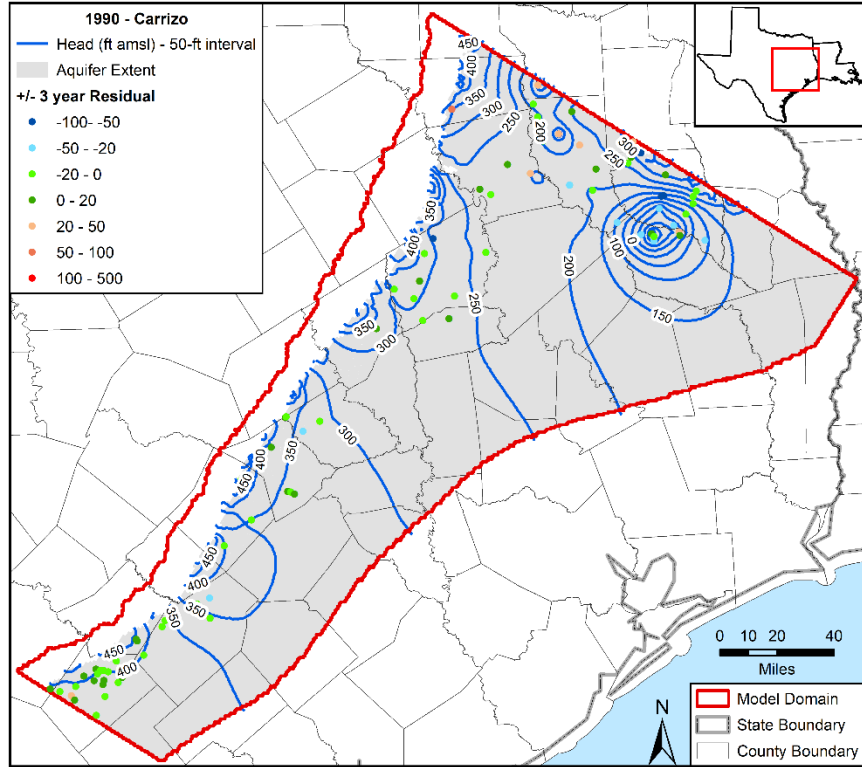 1990 - Carrizo
Head (ft amsl) - 50-ft interval
Aquifer Extent
+/- 3 year Residual
-100- -50
-50 - -20
-20 - 0
0 - 20
20 - 50
50 - 100
100 - 500
450
400
350
300
250
200
300
250
350
400
0
100
200
250
150
350
300
300
350
400
450
450
400
350
350
450
400
0 10 20 40
Miles
N
Model Domain
State Boundary
County Boundary